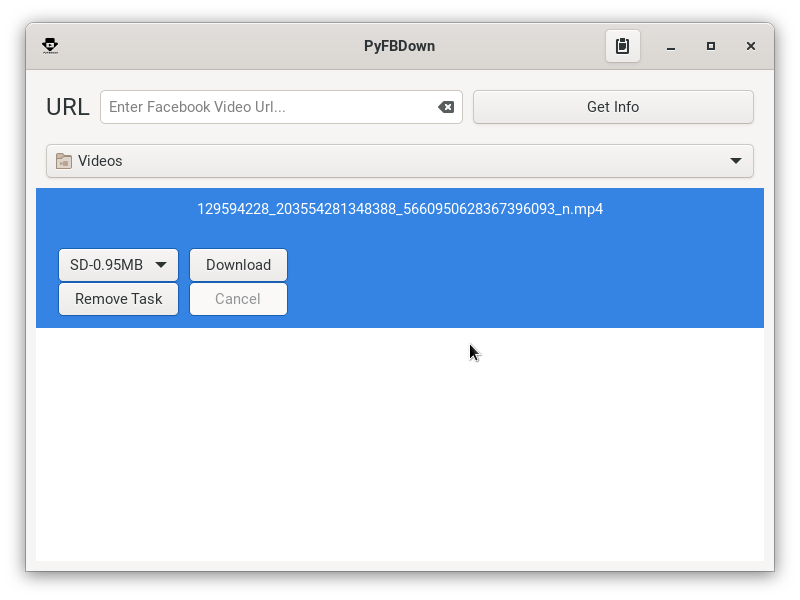 PyFBDown
URL Enter Facebook Video Url... Get Info
Videos
129594228_203554281348388_5660950628367396093_n.mp4
SD-0.95MB Download
Remove Task Cancel